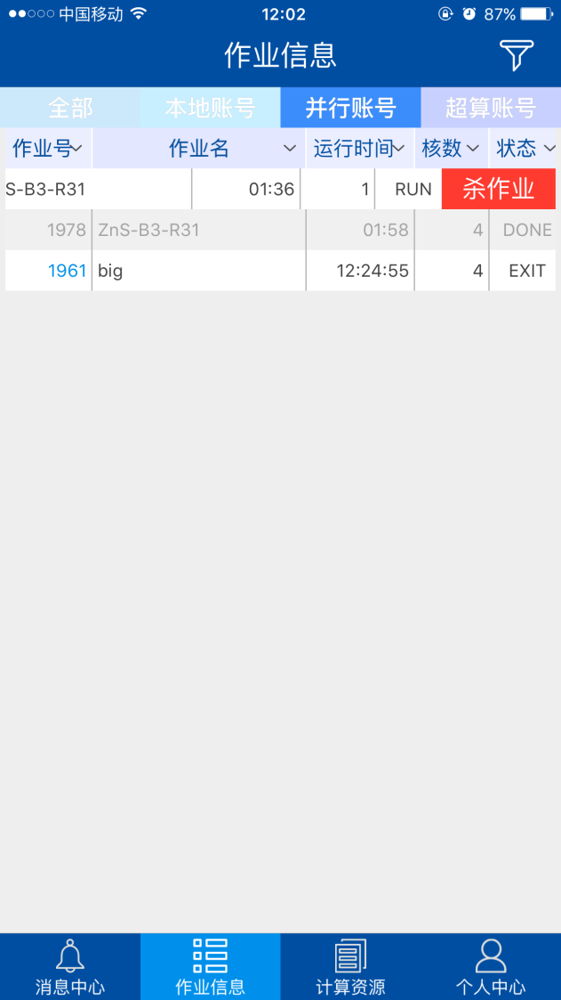 中国移动 12:02 87%
作业信息
全部 本地账号 并行账号 超算账号
作业号 作业名 运行时间 核数 状态
S-B3-R31 01:36 1 RUN 杀作业
1978 ZnS-B3-R31 01:58 4 DONE
1961 big 12:24:55 4 EXIT
消息中心 作业信息 计算资源 个人中心